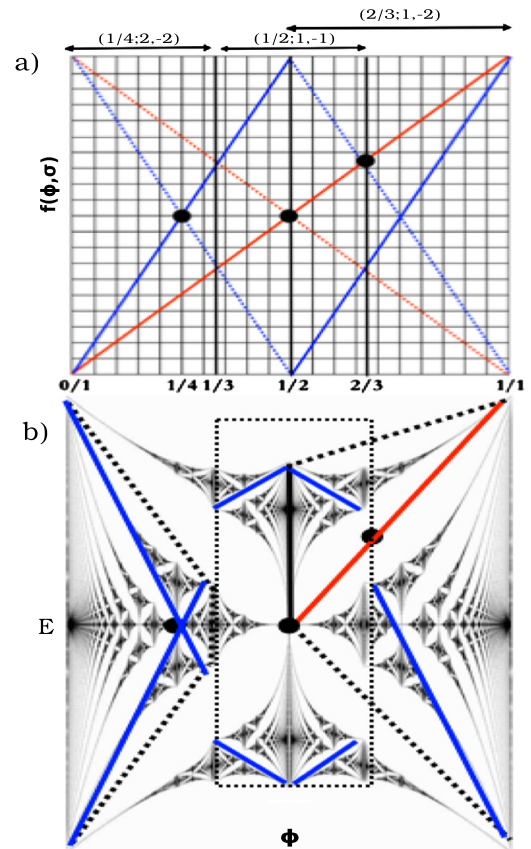 (2/3;1,-2)
(1/4;2,-2) (1/2;1,-1)
a)
f(ϕ,σ)
0/1 1/4 1/3 1/2 2/3 1/1
b)
E
Φ